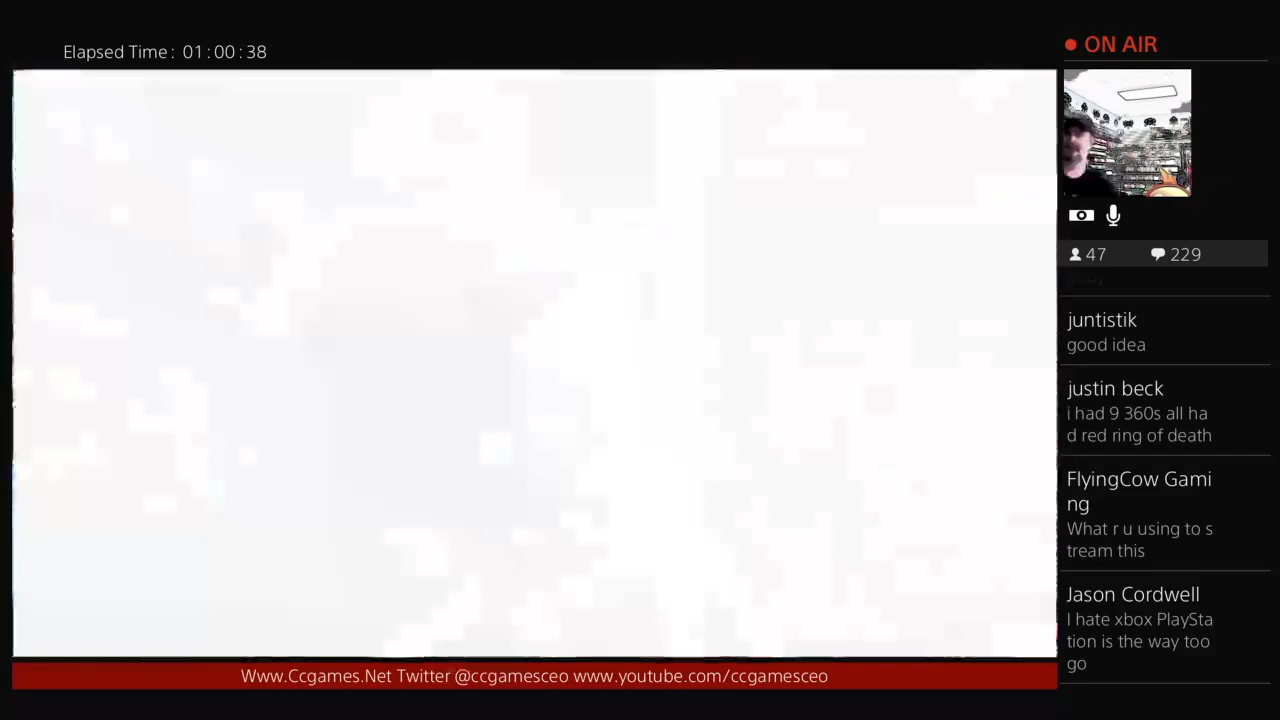 Elapsed Time: 01:00:38
ON AIR
47 229
juntistik
good idea
justin beck
i had 9 360s all ha
d red ring of death
FlyingCow Gami
ng
What r u using to s
tream this
Jason Cordwell
I hate xbox PlaySta
tion is the way too
go
Www.Ccgames.Net Twitter @ccgamesceo www.youtube.com/ccgamesceo